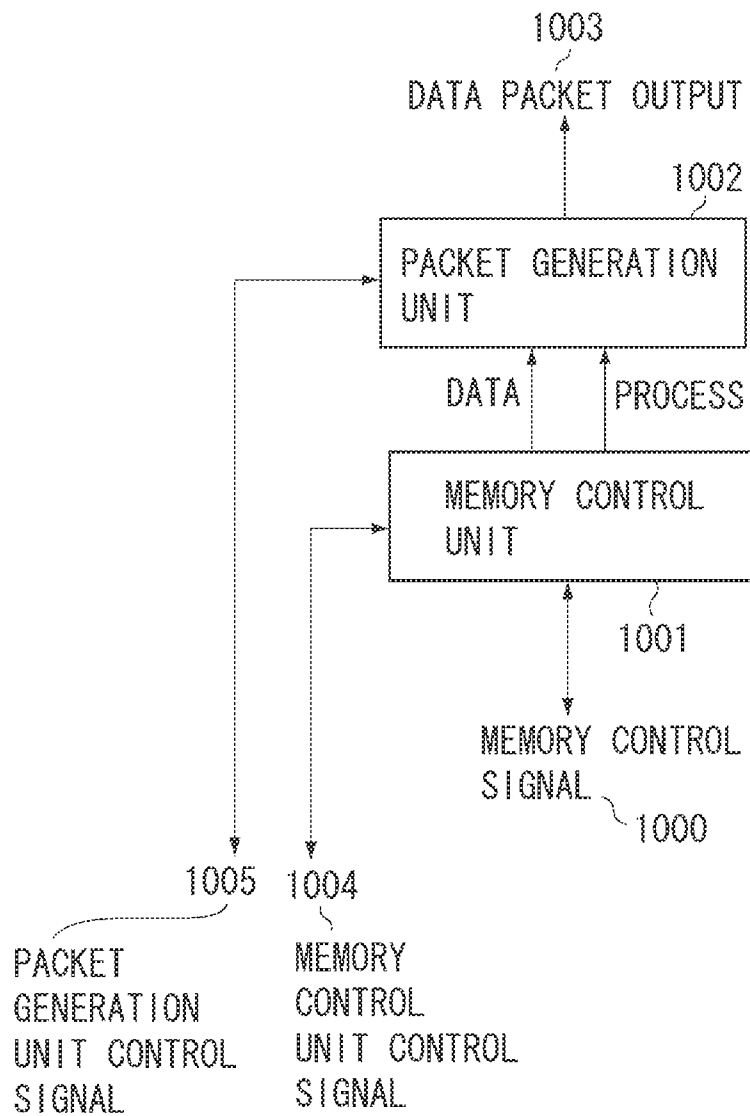 1003
DATA PACKET OUTPUT
1002
PACKET GENERATION
UNIT
DATA
PROCESS
MEMORY CONTROL
UNIT
1001
MEMORY CONTROL
SIGNAL
1000
1005
1004
PACKET
GENERATION
UNIT CONTROL
SIGNAL
MEMORY
CONTROL
UNIT CONTROL
SIGNAL